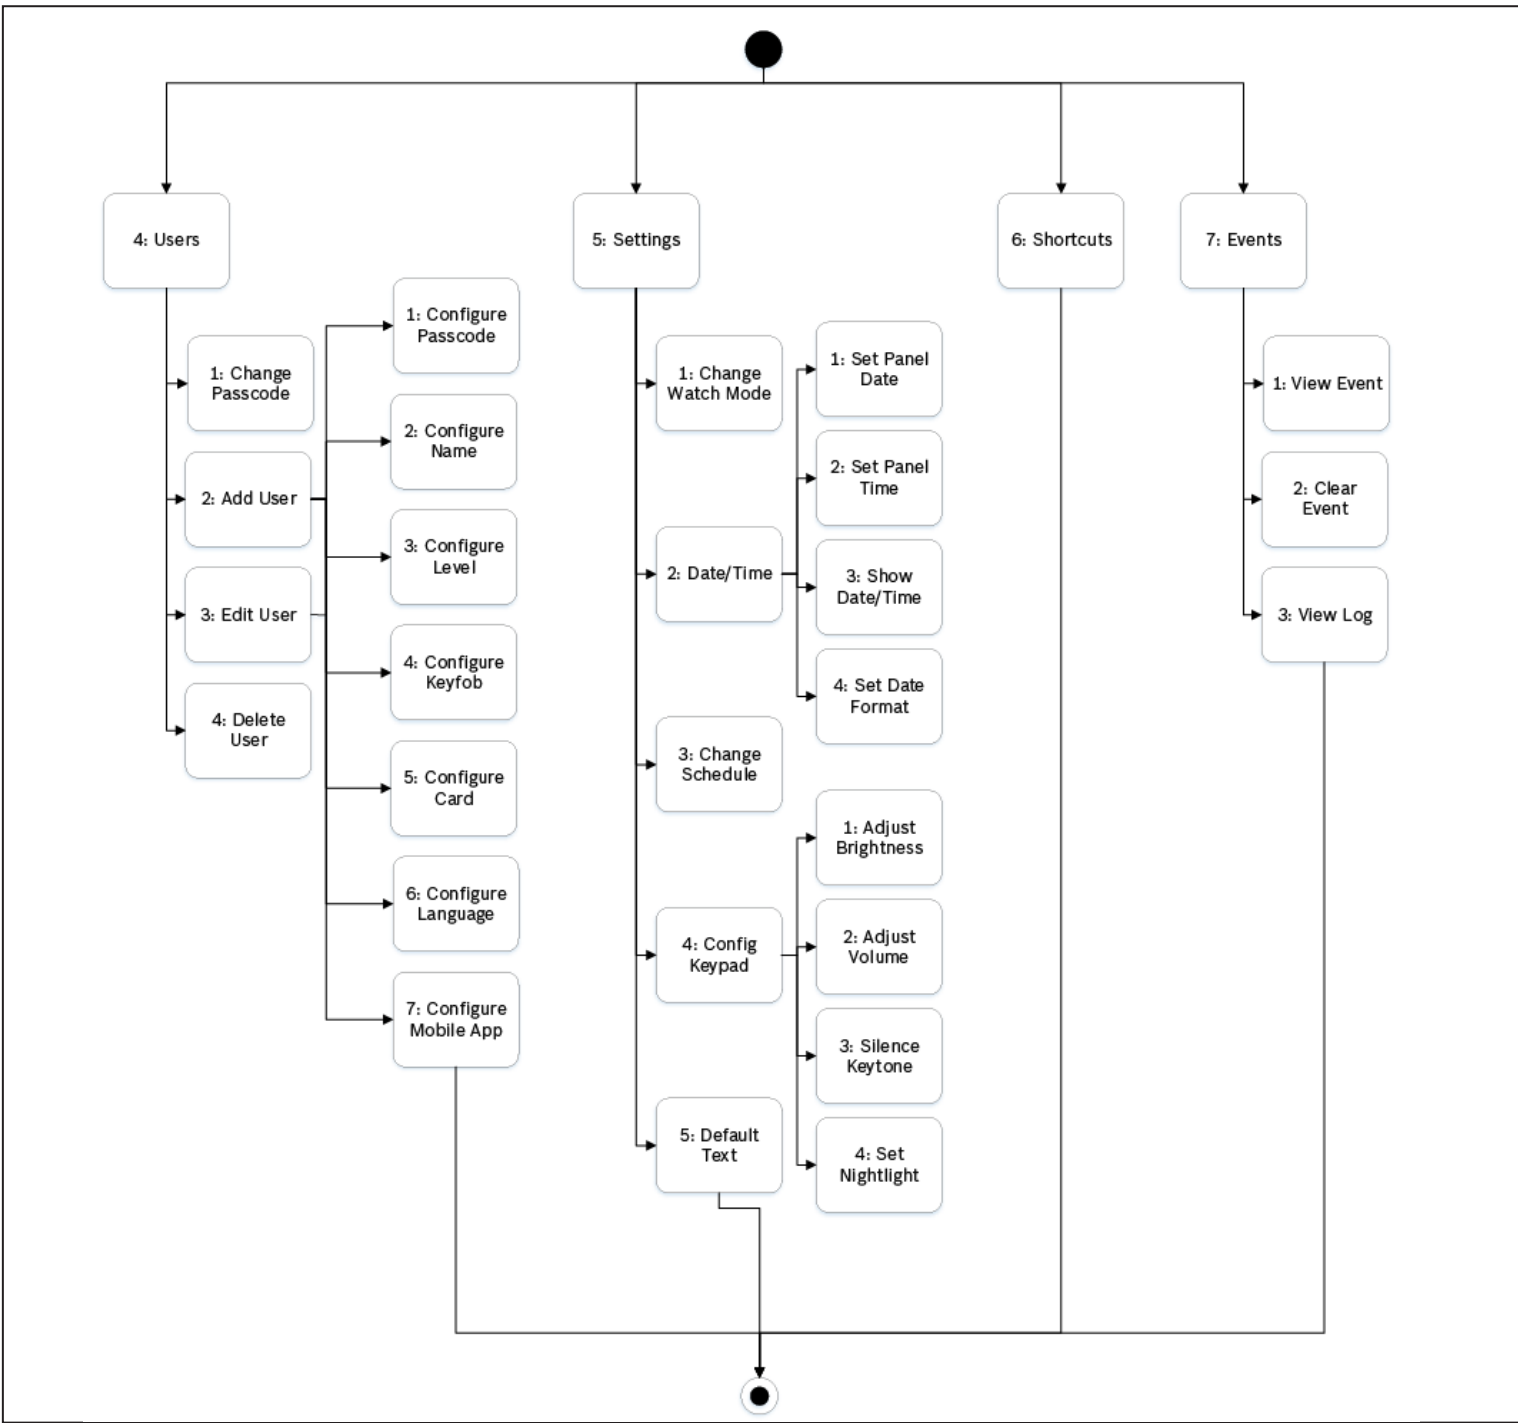 4: Users
5: Settings
6: Shortcuts
7: Events
1: Change
Passcode
2: Add User
3: Edit User
4: Delete
User
1: Configure
Passcode
2: Configure
Name
3: Configure
Level
4: Configure
Keyfob
5: Configure
Card
6: Configure
Language
7: Configure
Mobile App
1: Change
Watch Mode
2: Date/Time
3: Change
Schedule
4: Config
Keypad
5: Default
Text
1: Set Panel
Date
2: Set Panel
Time
3: Show
Date/Time
4: Set Date
Format
1: Adjust
Brightness
2: Adjust
Volume
3: Silence
Keytone
4: Set
Nightlight
1: View Event
2: Clear
Event
3: View Log